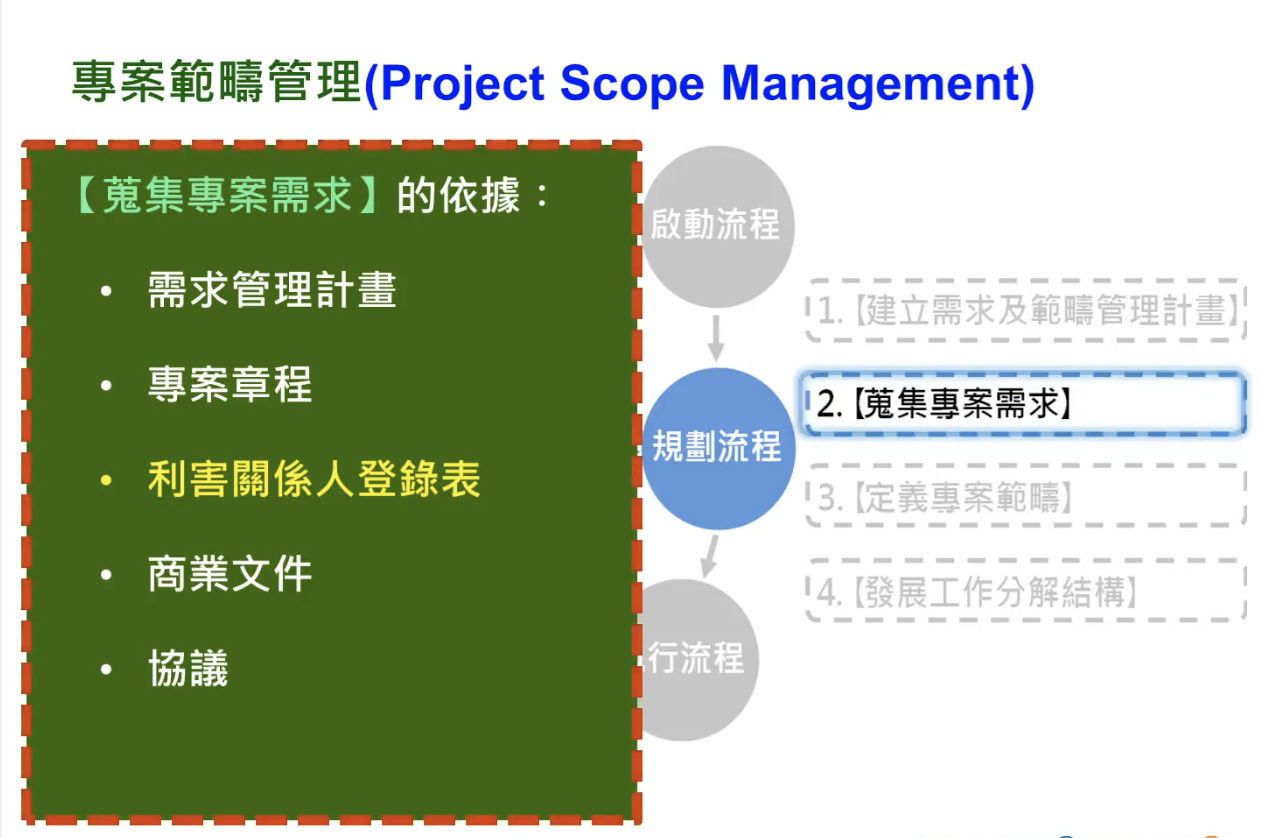 專案範疇管理(Project Scope Management)
【蒐集專案需求】的依據：
• 需求管理計畫
• 專案章程
• 利害關係人登錄表
• 商業文件
• 協議
啟動流程
規劃流程
行流程
1.【建立需求及範疇管理計畫】
2.【蒐集專案需求】
3.【定義專案範疇】
4.【發展工作分解結構】